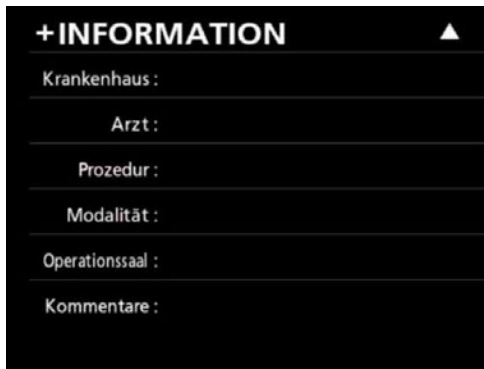 +INFORMATION
Krankenhaus :
Arzt :
Prozedur :
Modalität :
Operationssaal :
Kommentare :